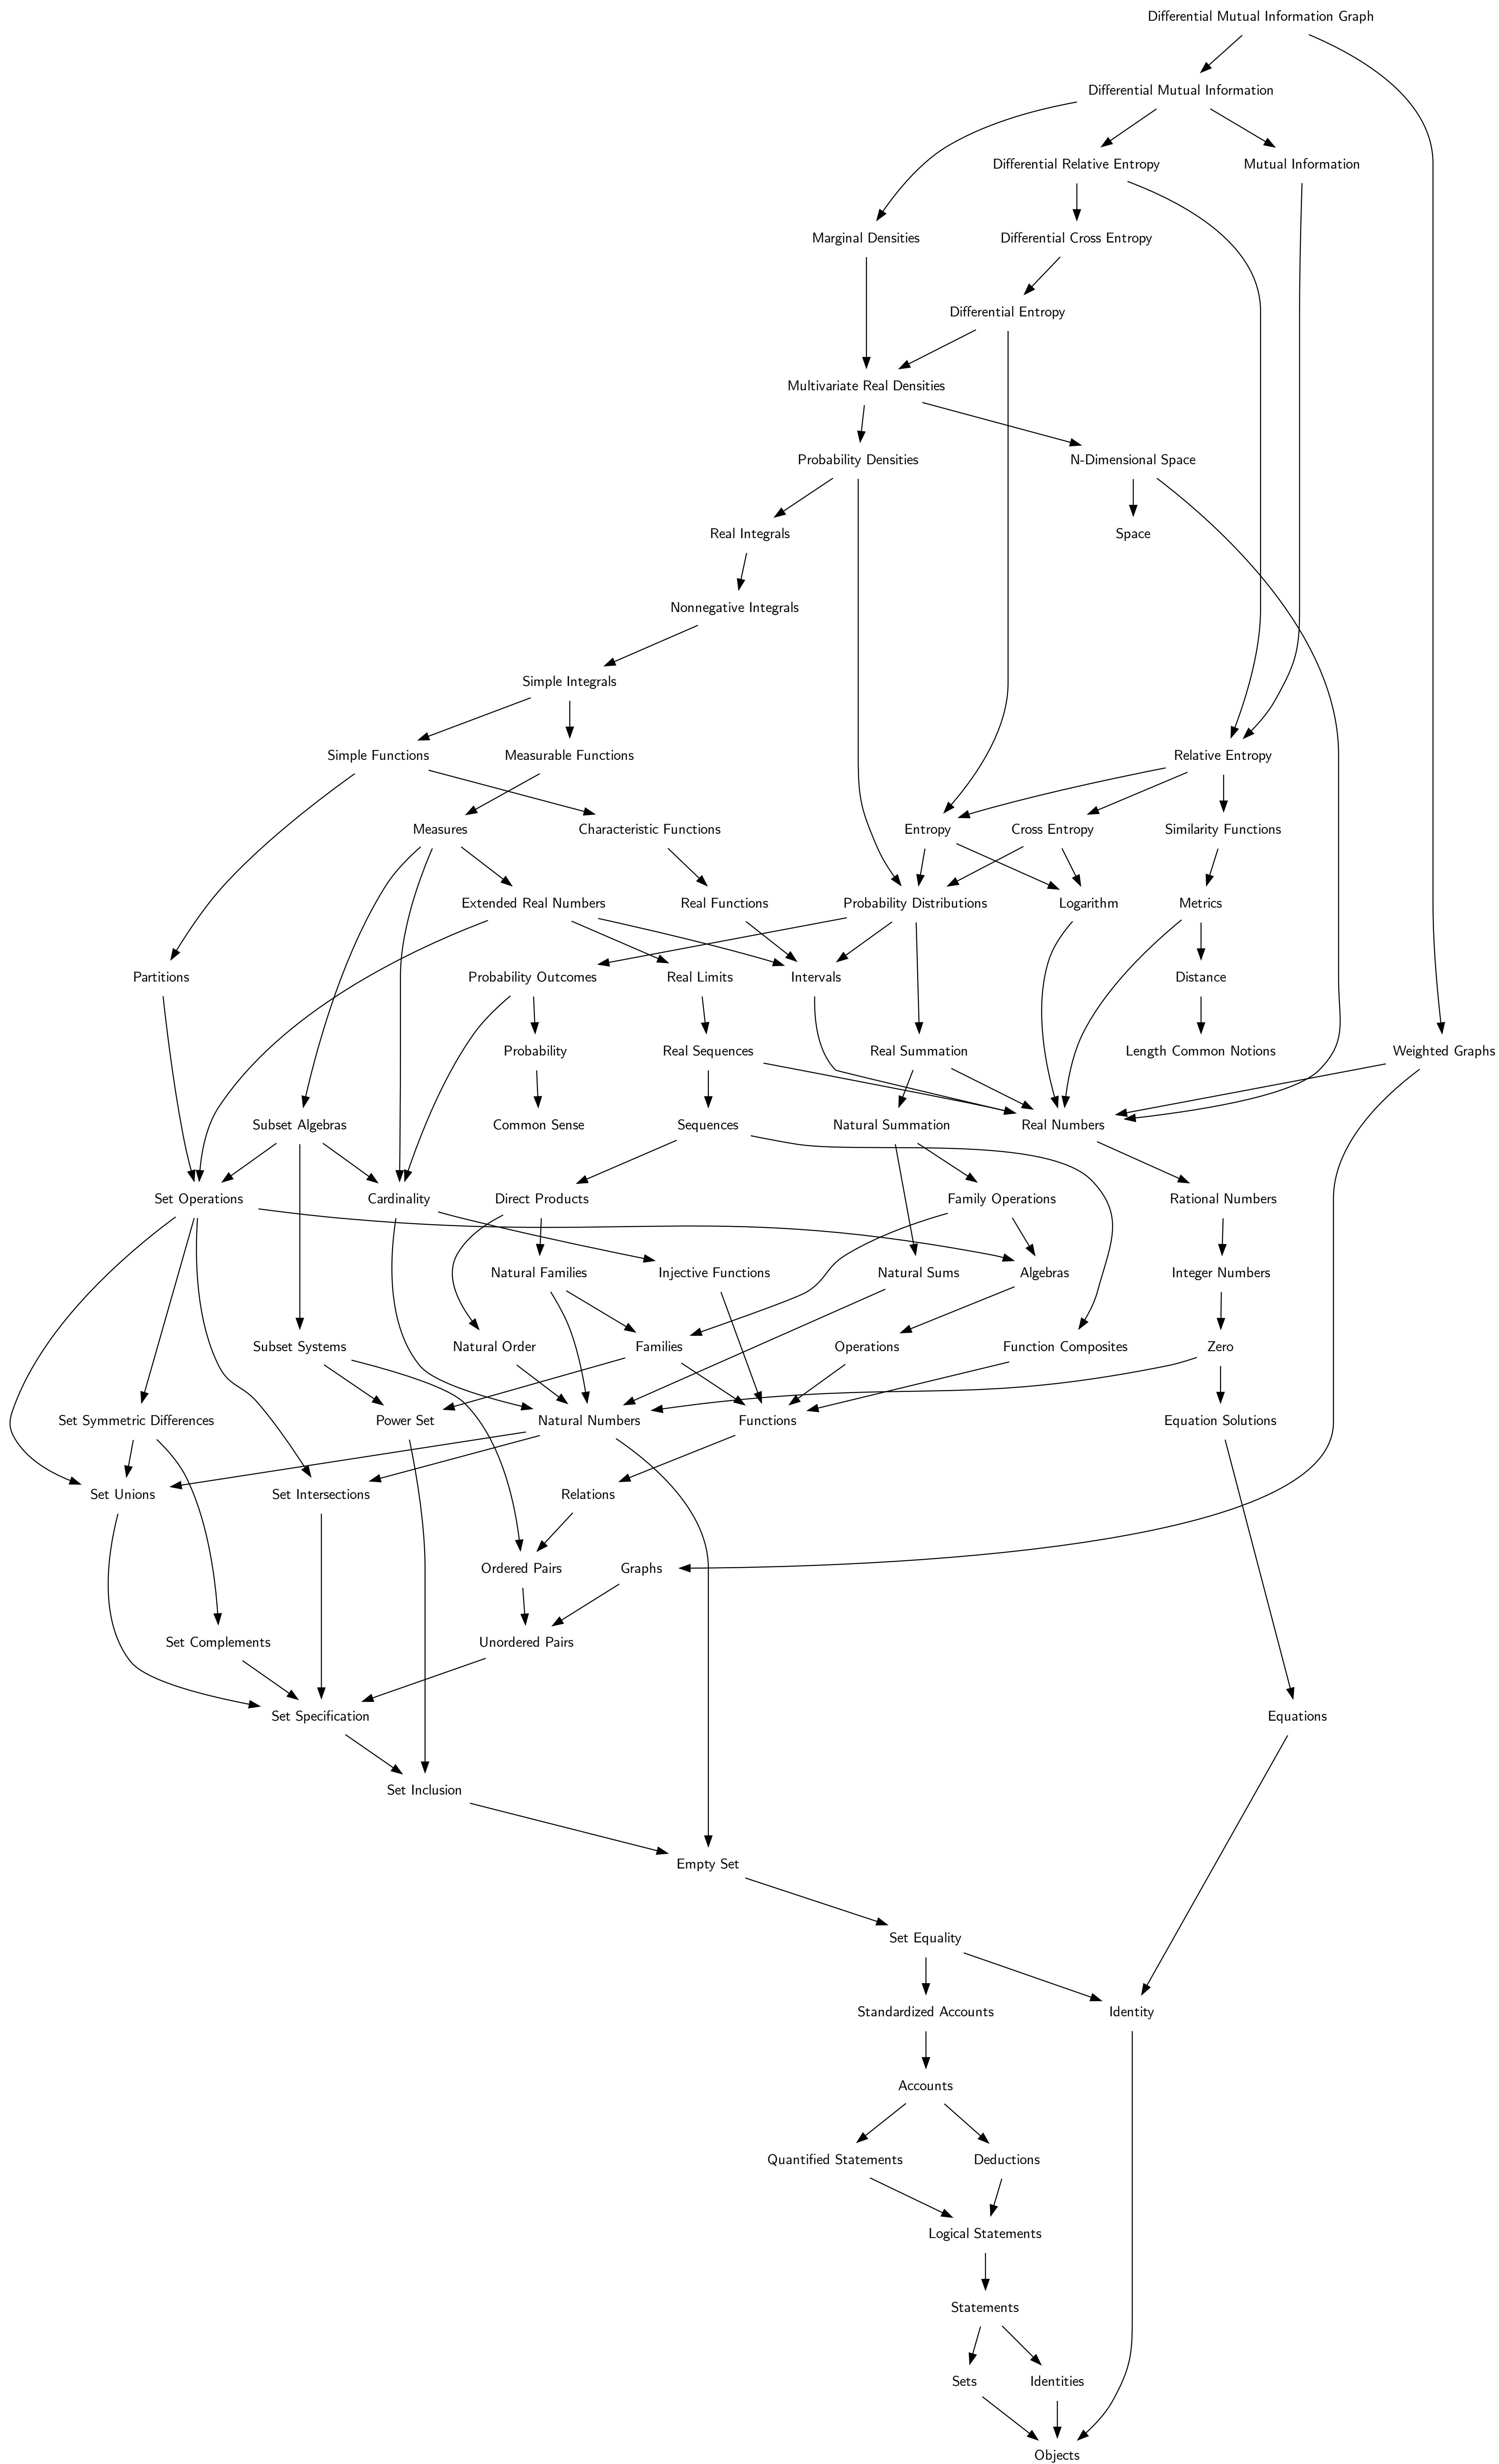 Differential Mutual Information Graph
Differential Mutual Information
Differential Relative Entropy
Mutual Information
Marginal Densities
Differential Cross Entropy
Differential Entropy
Multivariate Real Densities
Probability Densities
N-Dimensional Space
Real Integrals
Space
Nonnegative Integrals
Simple Integrals
Simple Functions
Measurable Functions
Relative Entropy
Measures
Characteristic Functions
Entropy
Cross Entropy
Similarity Functions
Extended Real Numbers
Real Functions
Probability Distributions
Logarithm
Metrics
Partitions
Probability Outcomes
Real Limits
Intervals
Distance
Probability
Real Sequences
Real Summation
Length Common Notions
Weighted Graphs
Subset Algebras
Common Sense
Sequences
Natural Summation
Real Numbers
Set Operations
Cardinality
Direct Products
Family Operations
Rational Numbers
Natural Families
Injective Functions
Natural Sums
Algebras
Integer Numbers
Subset Systems
Natural Order
Families
Operations
Function Composites
Zero
Set Symmetric Differences
Power Set
Natural Numbers
Functions
Equation Solutions
Set Unions
Set Intersections
Relations
Ordered Pairs
Graphs
Set Complements
Unordered Pairs
Set Specification
Equations
Set Inclusion
Empty Set
Set Equality
Standardized Accounts
Identity
Accounts
Quantified Statements
Deductions
Logical Statements
Statements
Sets
Identities
Objects